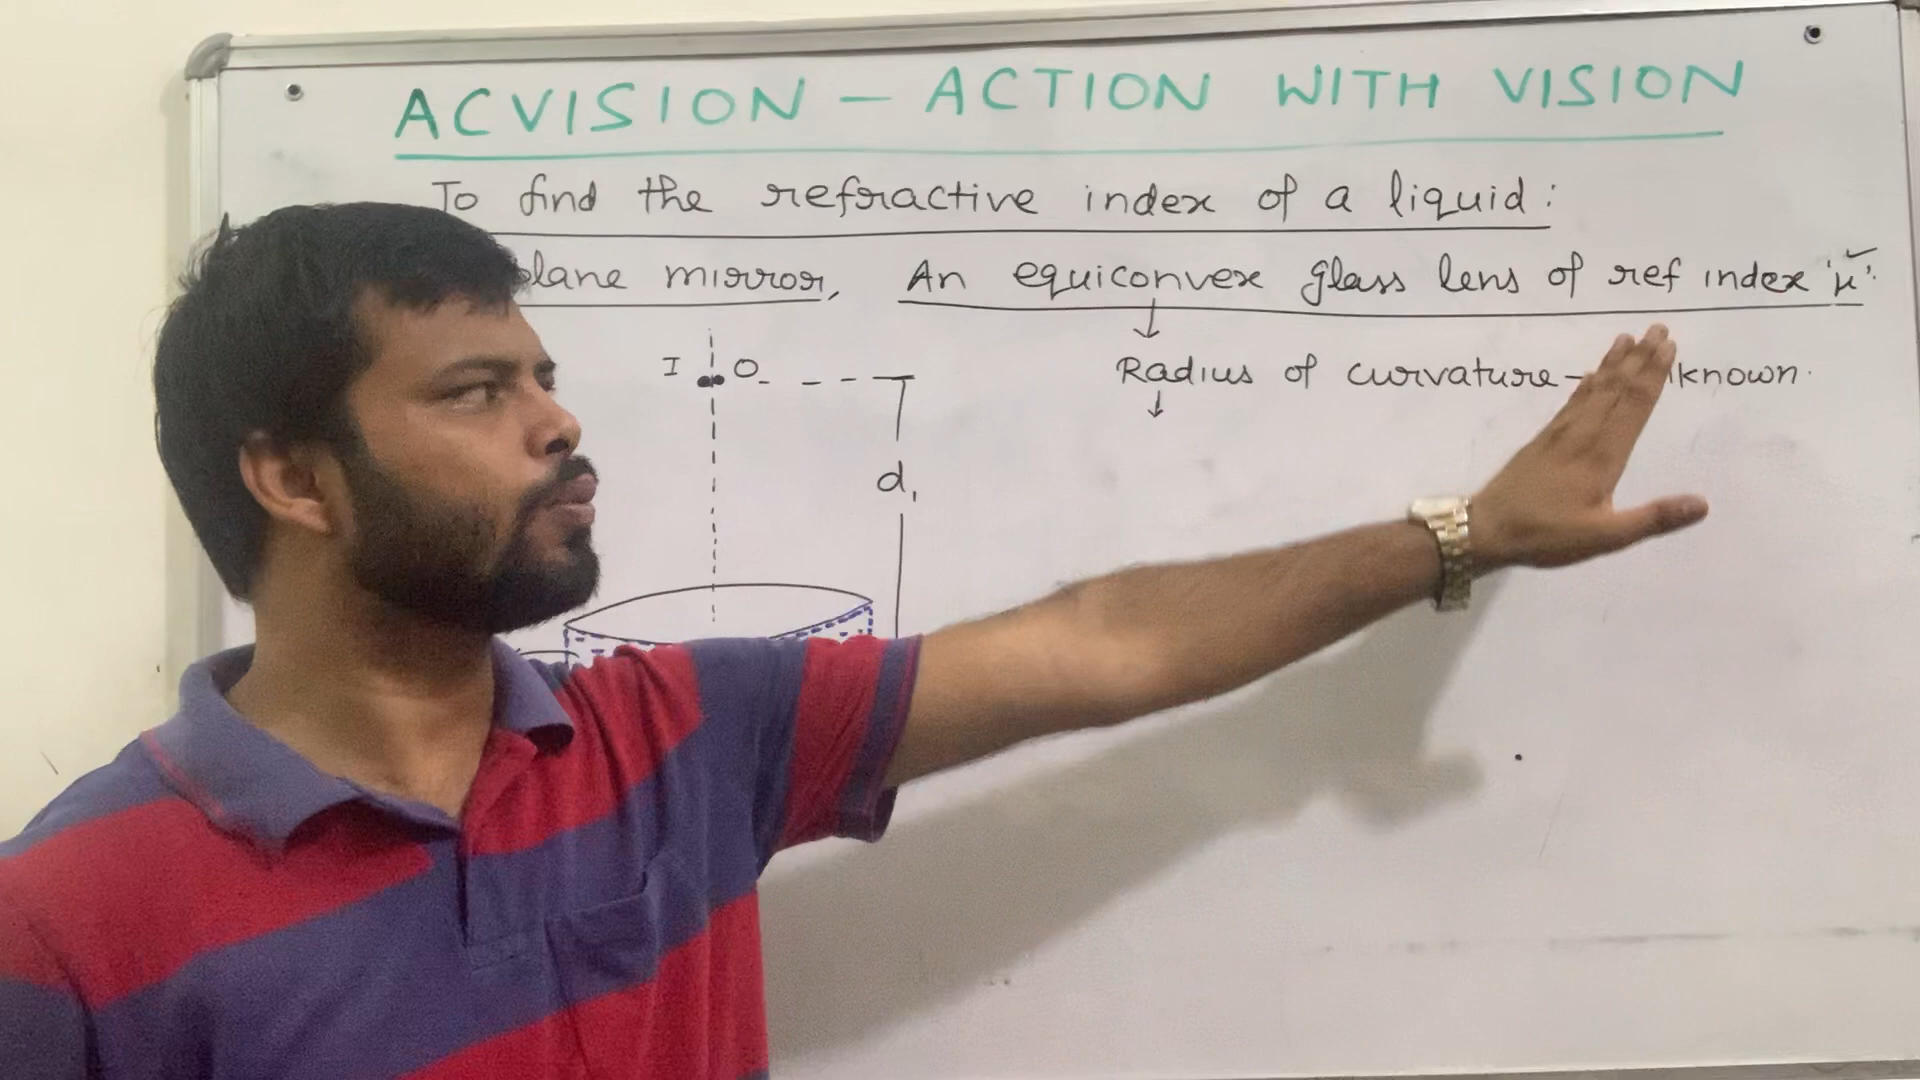 ACVISION – ACTION WITH VISION
To find the refractive index of a liquid:
plane mirror, An equiconvex glass lens of ref index 'μ'.
I O
Radius of curvature –
d1